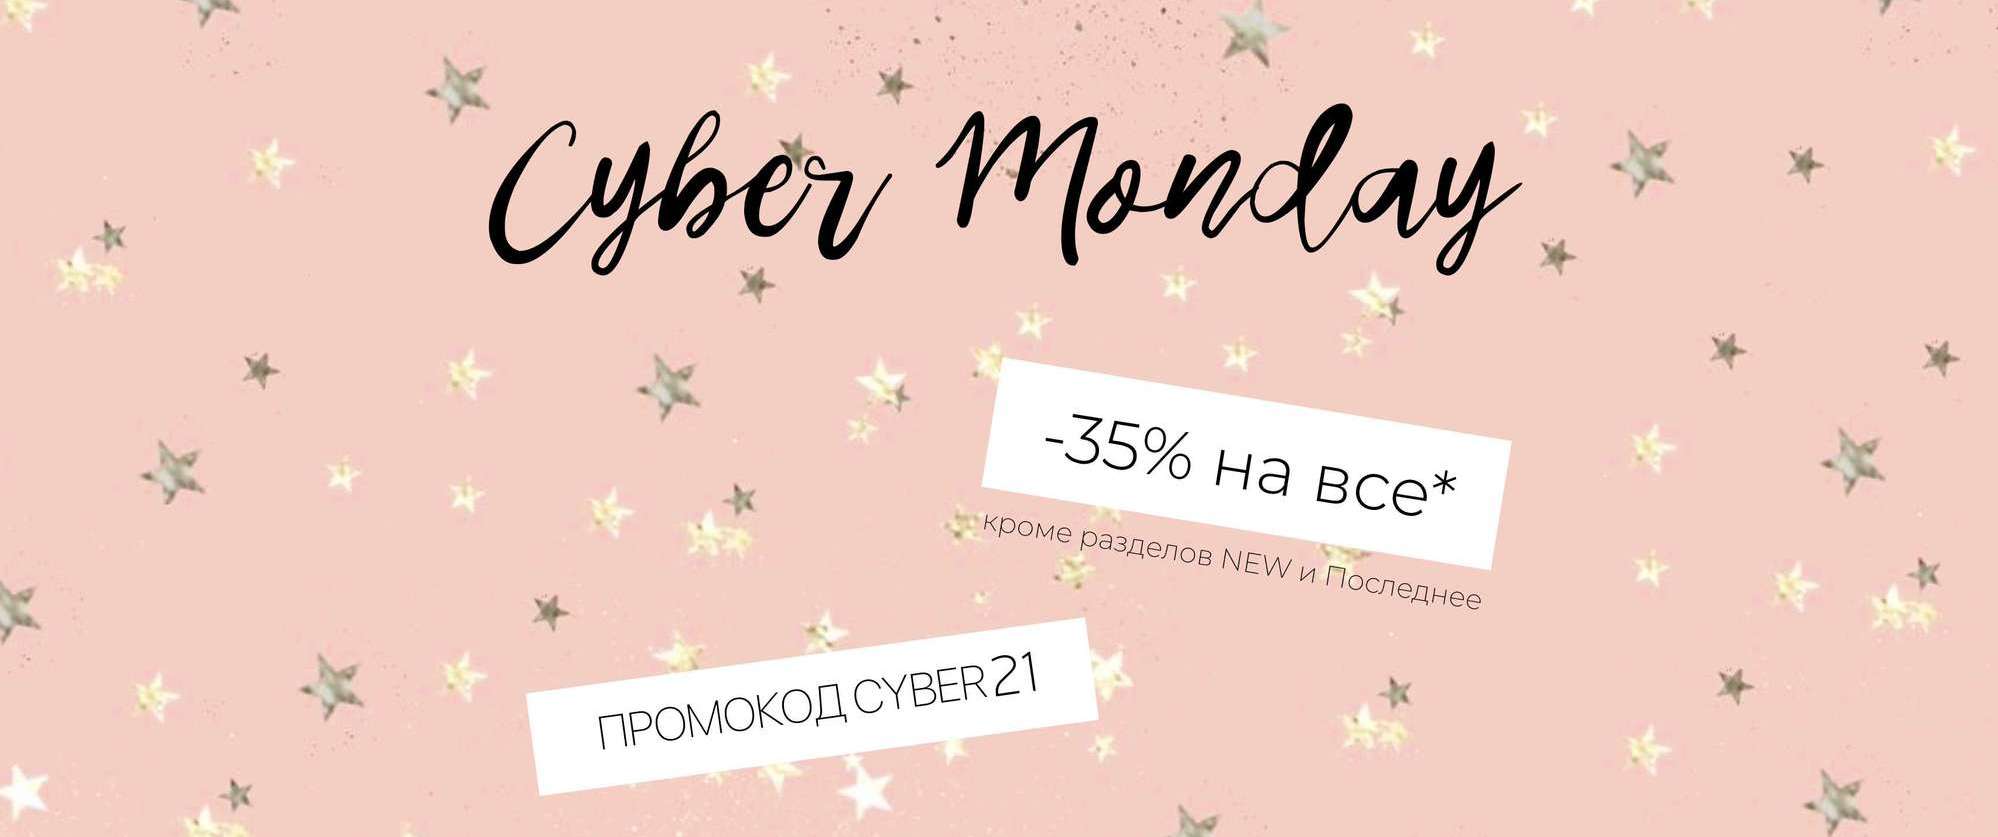 Cyber Monday
-35% на все*
кроме разделов NEW и Последнее
ПРОМОКОД CYBER21